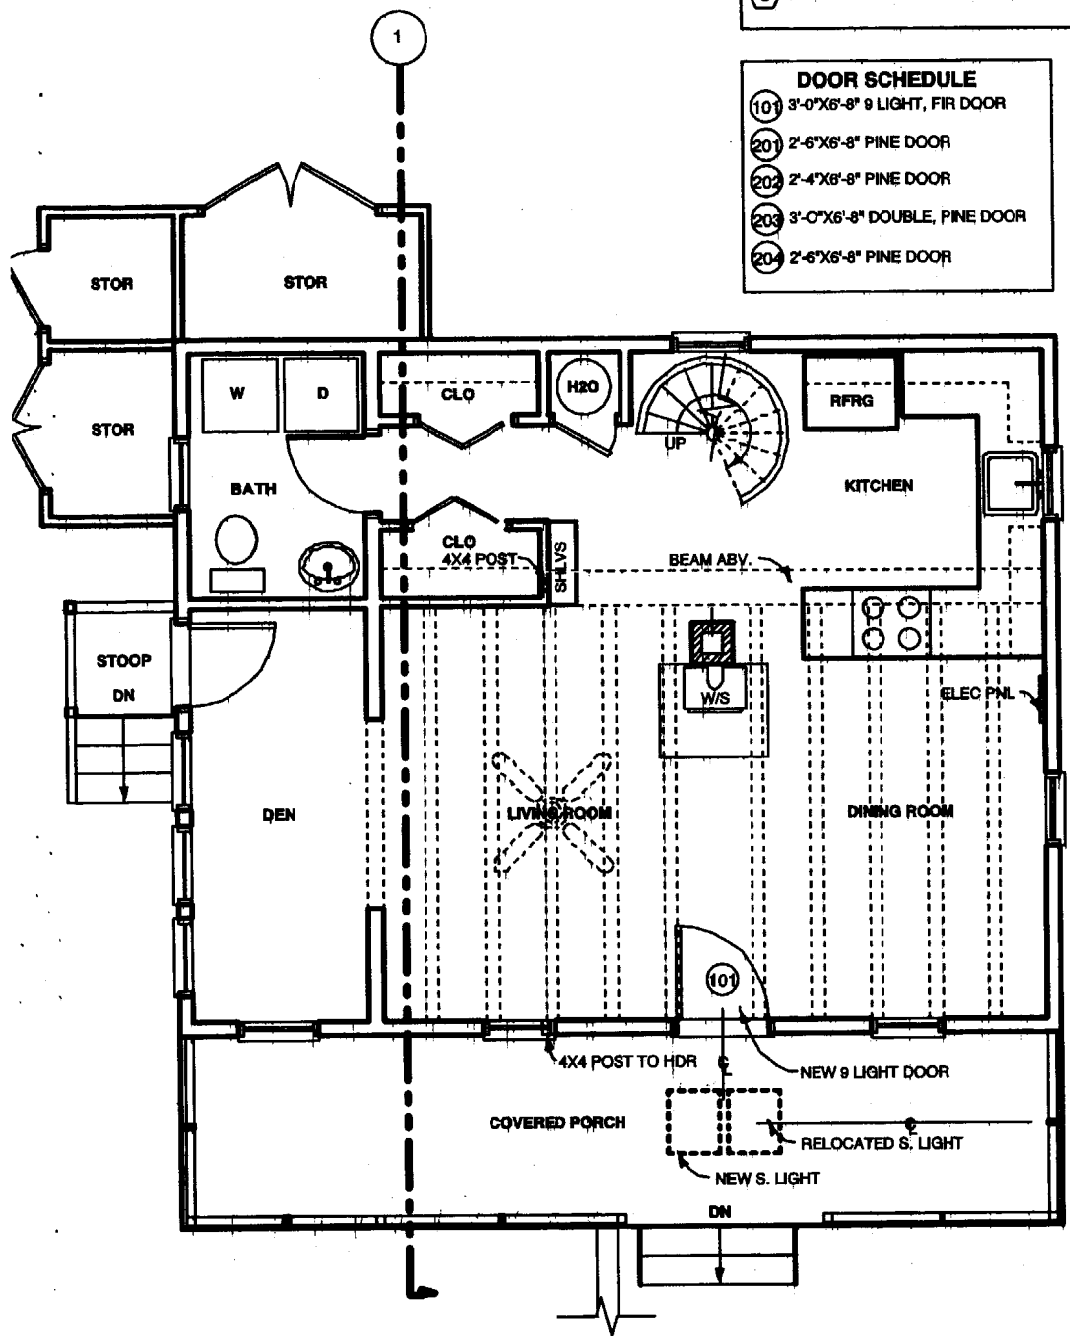 1
DOOR SCHEDULE
101 3'-0"X6'-8" 9 LIGHT, FIR DOOR
201 2'-6"X6'-8" PINE DOOR
202 2'-4"X6'-8" PINE DOOR
203 3'-0"X6'-8" DOUBLE, PINE DOOR
204 2'-6"X6'-8" PINE DOOR
STOR
STOR
STOR
W
D
CLO
H2O
RFRG
UP
KITCHEN
BATH
CLO
4X4 POST
SHLVS
BEAM ABV.
STOOP
DN
W/S
ELEC PNL
DEN
LIVING ROOM
DINING ROOM
101
4X4 POST TO HDR
CL
NEW 9 LIGHT DOOR
COVERED PORCH
CL
RELOCATED S. LIGHT
NEW S. LIGHT
DN